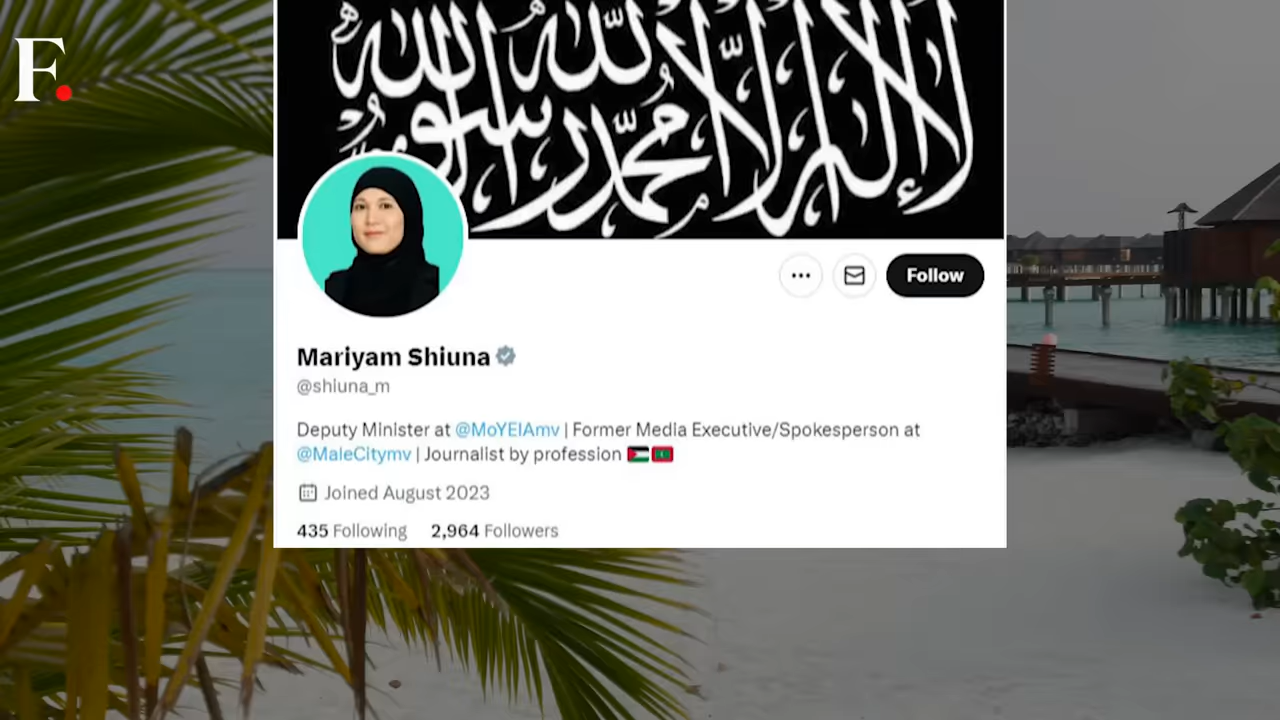 F.
لا إله إلا الله محمد رسول الله
Follow
Mariyam Shiuna
@shiuna_m
Deputy Minister at @MoYEIAmv | Former Media Executive/Spokesperson at
@MaleCitymv | Journalist by profession 🇵🇸🇲🇻
Joined August 2023
435 Following 2,964 Followers